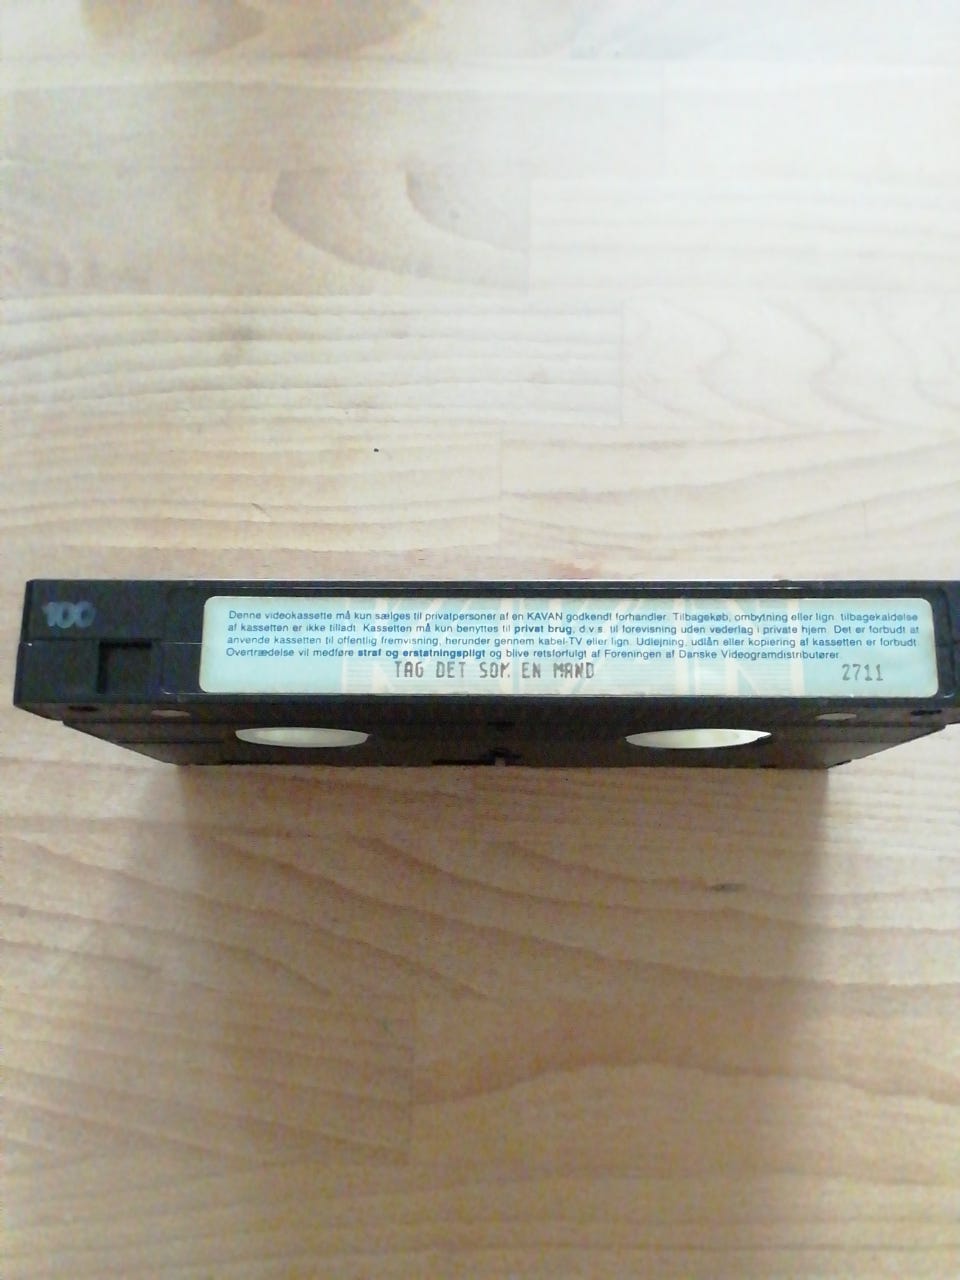 100
Denne videokassette må kun sælges til privatpersoner af en KAVAN godkendt forhandler. Tilbagekøb, ombytning eller lign. tilbagekaldelse
af kassetten er ikke tilladt. Kassetten må kun benyttes til privat brug, d.v.s. til forevisning uden vederlag i private hjem. Det er forbudt at
anvende kassetten til offentlig fremvisning, herunder gennem kabel-TV eller lign. Udlejning, udlån eller kopiering af kassetten er forbudt.
Overtrædelse vil medføre straf og erstatningspligt og blive retsforfulgt af Foreningen af Danske Videogramdistributører.
TAG DET SOM EN MAND 2711